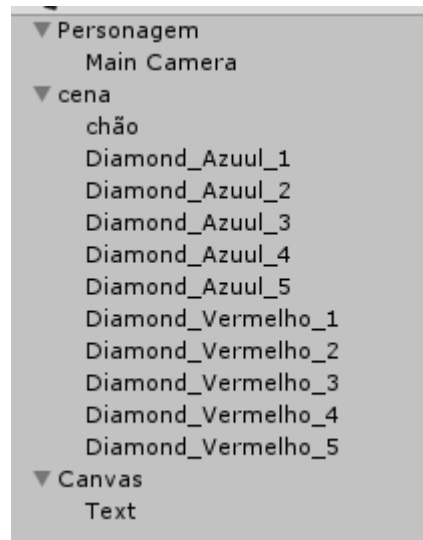 Personagem
Main Camera
cena
chão
Diamond_Azuul_1
Diamond_Azuul_2
Diamond_Azuul_3
Diamond_Azuul_4
Diamond_Azuul_5
Diamond_Vermelho_1
Diamond_Vermelho_2
Diamond_Vermelho_3
Diamond_Vermelho_4
Diamond_Vermelho_5
Canvas
Text